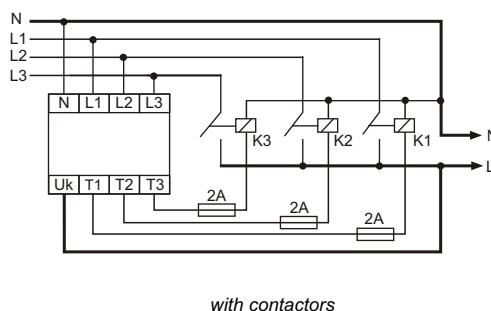 N
L1
L2
L3
N L1 L2 L3
K3 K2 K1
N
L
Uk T1 T2 T3
2A
2A
2A
with contactors